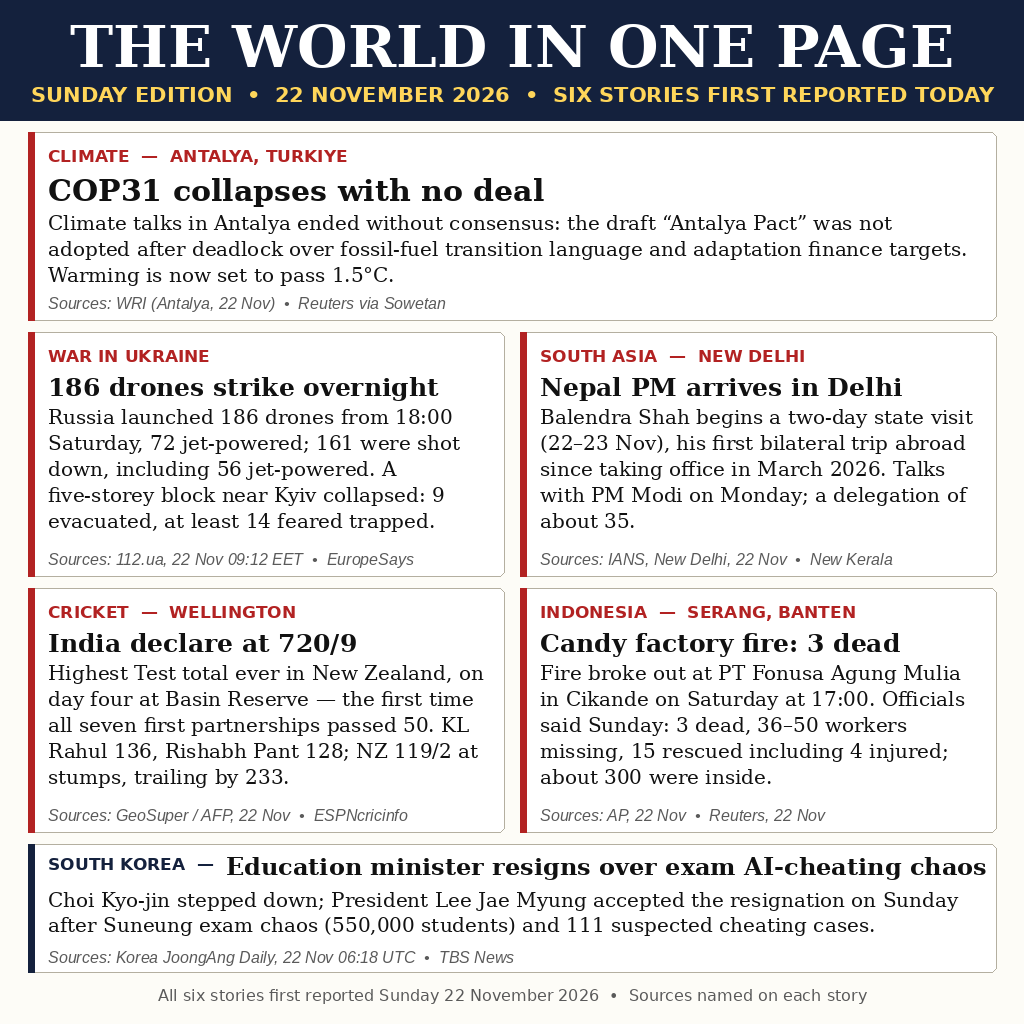 THE WORLD IN ONE PAGE
SUNDAY EDITION • 22 NOVEMBER 2026 • SIX STORIES FIRST REPORTED TODAY
CLIMATE — ANTALYA, TURKIYE
COP31 collapses with no deal
Climate talks in Antalya ended without consensus: the draft “Antalya Pact” was not
adopted after deadlock over fossil-fuel transition language and adaptation finance targets.
Warming is now set to pass 1.5°C.
Sources: WRI (Antalya, 22 Nov) • Reuters via Sowetan
WAR IN UKRAINE
186 drones strike overnight
Russia launched 186 drones from 18:00
Saturday, 72 jet-powered; 161 were shot
down, including 56 jet-powered. A
five-storey block near Kyiv collapsed: 9
evacuated, at least 14 feared trapped.
Sources: 112.ua, 22 Nov 09:12 EET • EuropeSays
SOUTH ASIA — NEW DELHI
Nepal PM arrives in Delhi
Balendra Shah begins a two-day state visit
(22–23 Nov), his first bilateral trip abroad
since taking office in March 2026. Talks
with PM Modi on Monday; a delegation of
about 35.
Sources: IANS, New Delhi, 22 Nov • New Kerala
CRICKET — WELLINGTON
India declare at 720/9
Highest Test total ever in New Zealand, on
day four at Basin Reserve — the first time
all seven first partnerships passed 50. KL
Rahul 136, Rishabh Pant 128; NZ 119/2 at
stumps, trailing by 233.
Sources: GeoSuper / AFP, 22 Nov • ESPNcricinfo
INDONESIA — SERANG, BANTEN
Candy factory fire: 3 dead
Fire broke out at PT Fonusa Agung Mulia
in Cikande on Saturday at 17:00. Officials
said Sunday: 3 dead, 36–50 workers
missing, 15 rescued including 4 injured;
about 300 were inside.
Sources: AP, 22 Nov • Reuters, 22 Nov
SOUTH KOREA — Education minister resigns over exam AI-cheating chaos
Choi Kyo-jin stepped down; President Lee Jae Myung accepted the resignation on Sunday
after Suneung exam chaos (550,000 students) and 111 suspected cheating cases.
Sources: Korea JoongAng Daily, 22 Nov 06:18 UTC • TBS News
All six stories first reported Sunday 22 November 2026 • Sources named on each story